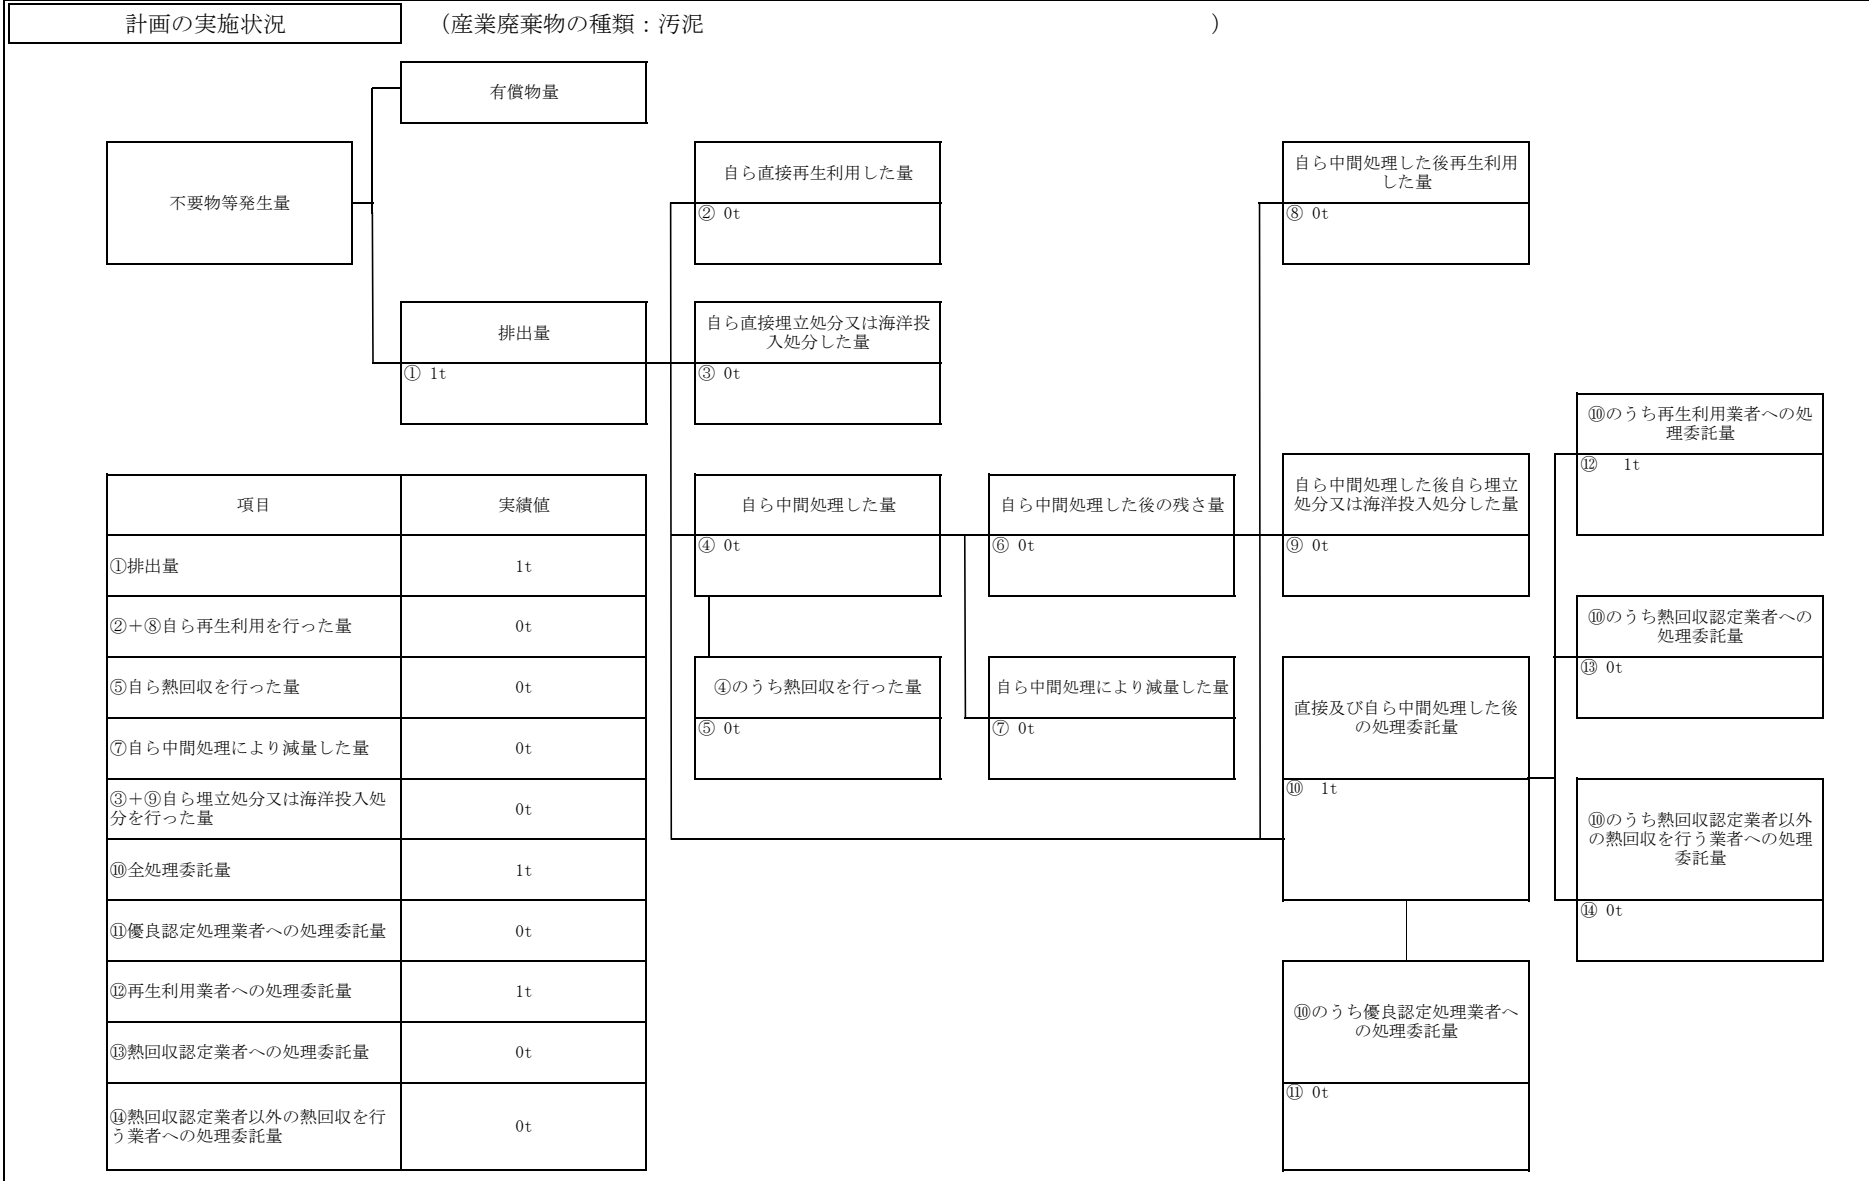 計画の実施状況
（産業廃棄物の種類：汚泥　　　　　　　　　　　　　　　　　　　　　　　　）
有償物量
不要物等発生量
自ら直接再生利用した量
② 0t
自ら中間処理した後再生利用
した量
⑧ 0t
排出量
① 1t
自ら直接埋立処分又は海洋投
入処分した量
③ 0t
⑩のうち再生利用業者への処
理委託量
⑫ 1t
自ら中間処理した量
④ 0t
自ら中間処理した後の残さ量
⑥ 0t
自ら中間処理した後自ら埋立
処分又は海洋投入処分した量
⑨ 0t
⑩のうち熱回収認定業者への
処理委託量
⑬ 0t
④のうち熱回収を行った量
⑤ 0t
自ら中間処理により減量した量
⑦ 0t
直接及び自ら中間処理した後
の処理委託量
⑩ 1t
⑩のうち熱回収認定業者以外
の熱回収を行う業者への処理
委託量
⑭ 0t
⑩のうち優良認定処理業者へ
の処理委託量
⑪ 0t
項目 実績値
①排出量 1t
②＋⑧自ら再生利用を行った量 0t
⑤自ら熱回収を行った量 0t
⑦自ら中間処理により減量した量 0t
③＋⑨自ら埋立処分又は海洋投入処
分を行った量 0t
⑩全処理委託量 1t
⑪優良認定処理業者への処理委託量 0t
⑫再生利用業者への処理委託量 1t
⑬熱回収認定業者への処理委託量 0t
⑭熱回収認定業者以外の熱回収を行
う業者への処理委託量 0t